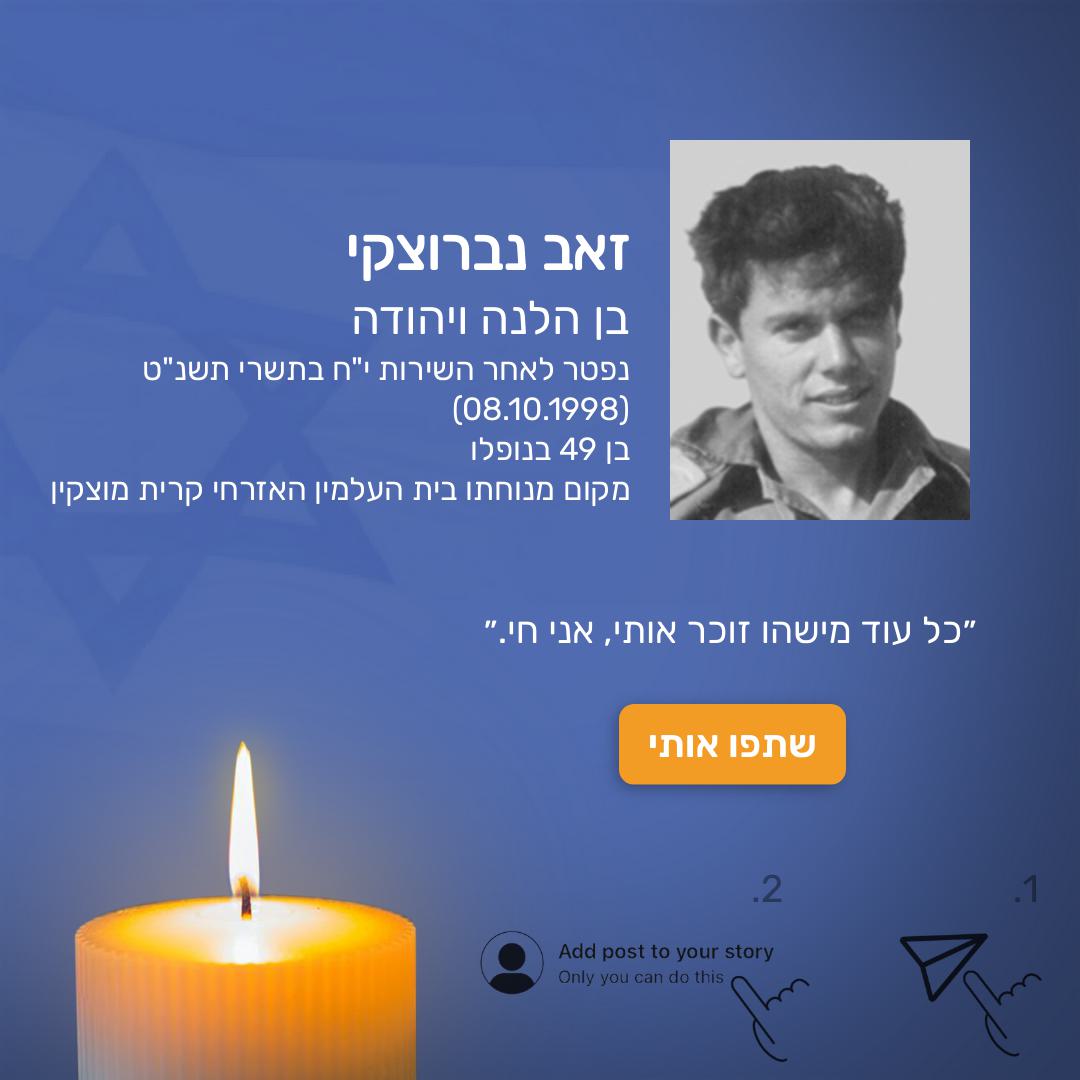 זאב נברוצקי
בן הלנה ויהודה
נפטר לאחר השירות י"ח בתשרי תשנ"ט
(08.10.1998)
בן 49 בנופלו
מקום מנוחתו בית העלמין האזרחי קרית מוצקין
״כל עוד מישהו זוכר אותי, אני חי.״
שתפו אותי
1.
2.
Add post to your story
Only you can do this